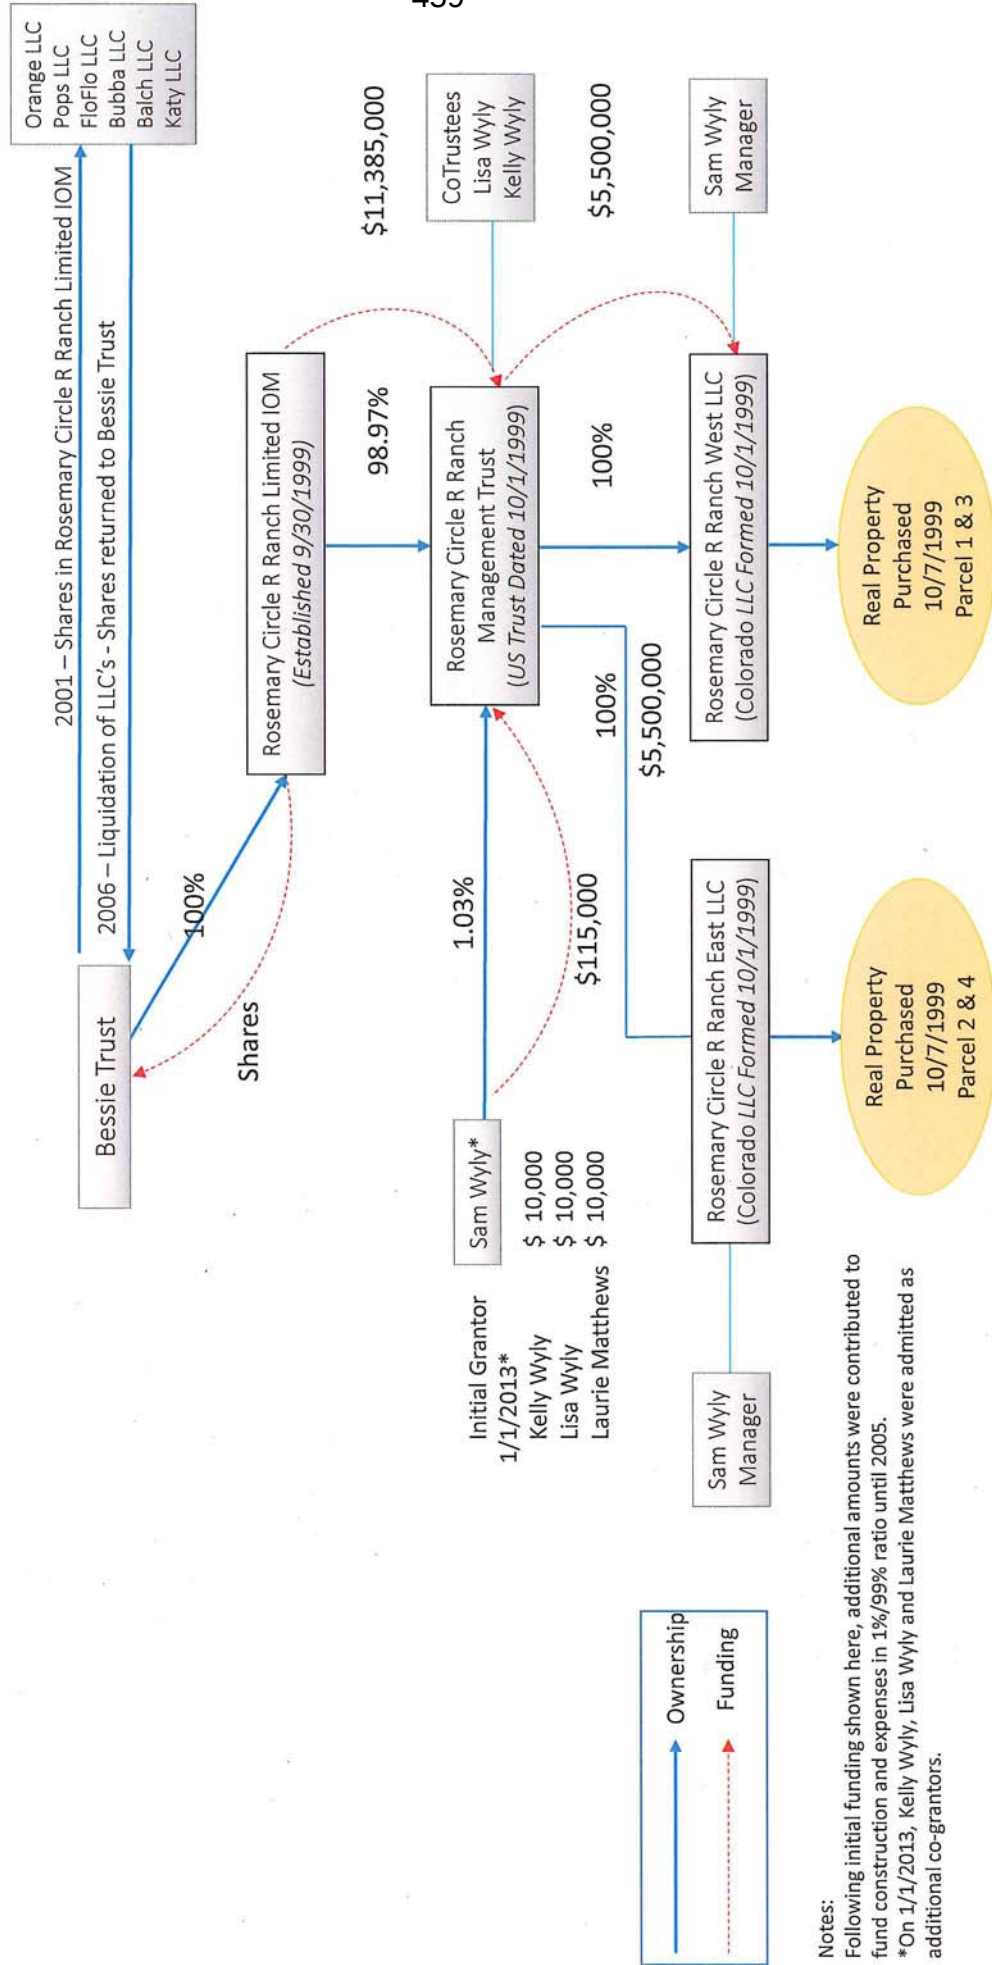 439
Orange LLC
Pops LLC
FloFlo LLC
Bubba LLC
Balch LLC
Katy LLC
2001 – Shares in Rosemary Circle R Ranch Limited IOM
2006 – Liquidation of LLC's - Shares returned to Bessie Trust
Bessie Trust
100%
Shares
Rosemary Circle R Ranch Limited IOM
(Established 9/30/1999)
$11,385,000
98.97%
CoTrustees
Lisa Wyly
Kelly Wyly
Rosemary Circle R Ranch
Management Trust
(US Trust Dated 10/1/1999)
Sam Wyly*
1.03%
$115,000
Initial Grantor
1/1/2013*
Kelly Wyly $ 10,000
Lisa Wyly $ 10,000
Laurie Matthews $ 10,000
100%
$5,500,000
100%
$5,500,000
Sam Wyly
Manager
Rosemary Circle R Ranch East LLC
(Colorado LLC Formed 10/1/1999)
Rosemary Circle R Ranch West LLC
(Colorado LLC Formed 10/1/1999)
Sam Wyly
Manager
Real Property
Purchased
10/7/1999
Parcel 2 & 4
Real Property
Purchased
10/7/1999
Parcel 1 & 3
Ownership
Funding
Notes:
Following initial funding shown here, additional amounts were contributed to
fund construction and expenses in 1%/99% ratio until 2005.
*On 1/1/2013, Kelly Wyly, Lisa Wyly and Laurie Matthews were admitted as
additional co-grantors.